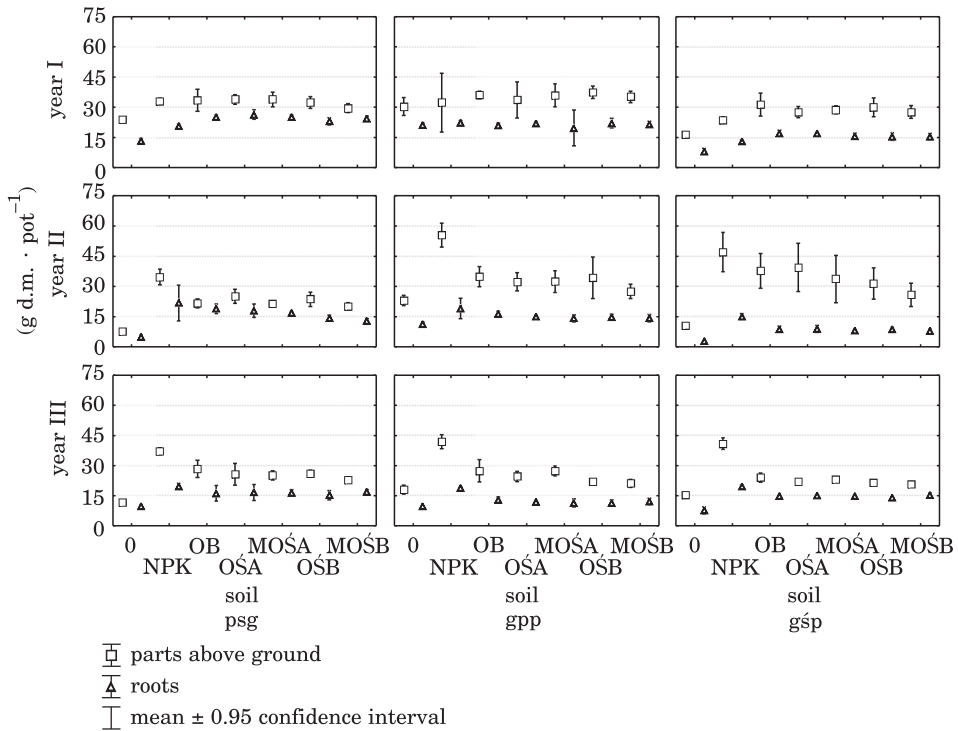 75
60
45
30
15
0
year I
75
60
45
30
15
0
year II
(g d.m. · pot⁻¹)
75
60
45
30
15
0
year III
0 OB MOŚA MOŚB 0 OB MOŚA MOŚB 0 OB MOŚA MOŚB
NPK OŚA OŚB NPK OŚA OŚB NPK OŚA OŚB
soil soil soil
psg gpp gśp
parts above ground
roots
mean ± 0.95 confidence interval